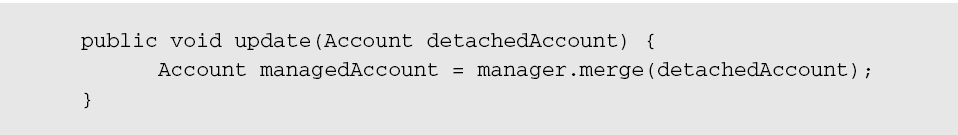 public void update(Account detachedAccount) {
Account managedAccount = manager.merge(detachedAccount);
}